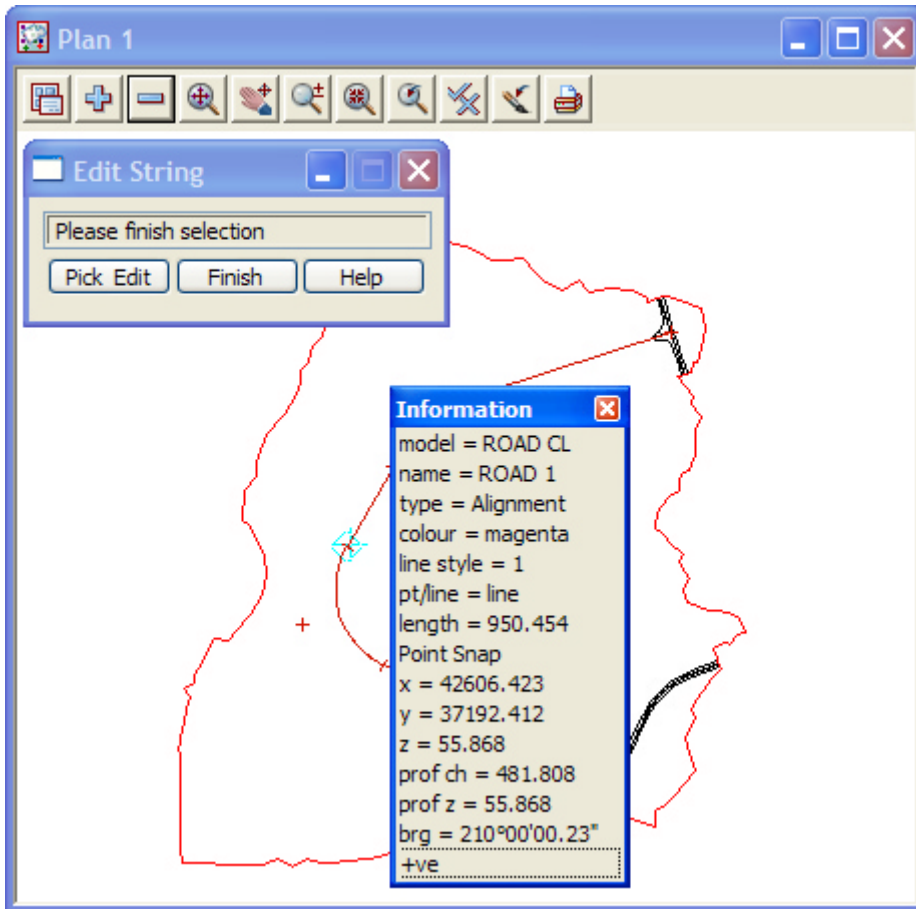 Plan 1
Edit String
Please finish selection
Pick Edit Finish Help
Information
model = ROAD CL
name = ROAD 1
type = Alignment
colour = magenta
line style = 1
pt/line = line
length = 950.454
Point Snap
x = 42606.423
y = 37192.412
z = 55.868
prof ch = 481.808
prof z = 55.868
brg = 210°00'00.23"
+ve